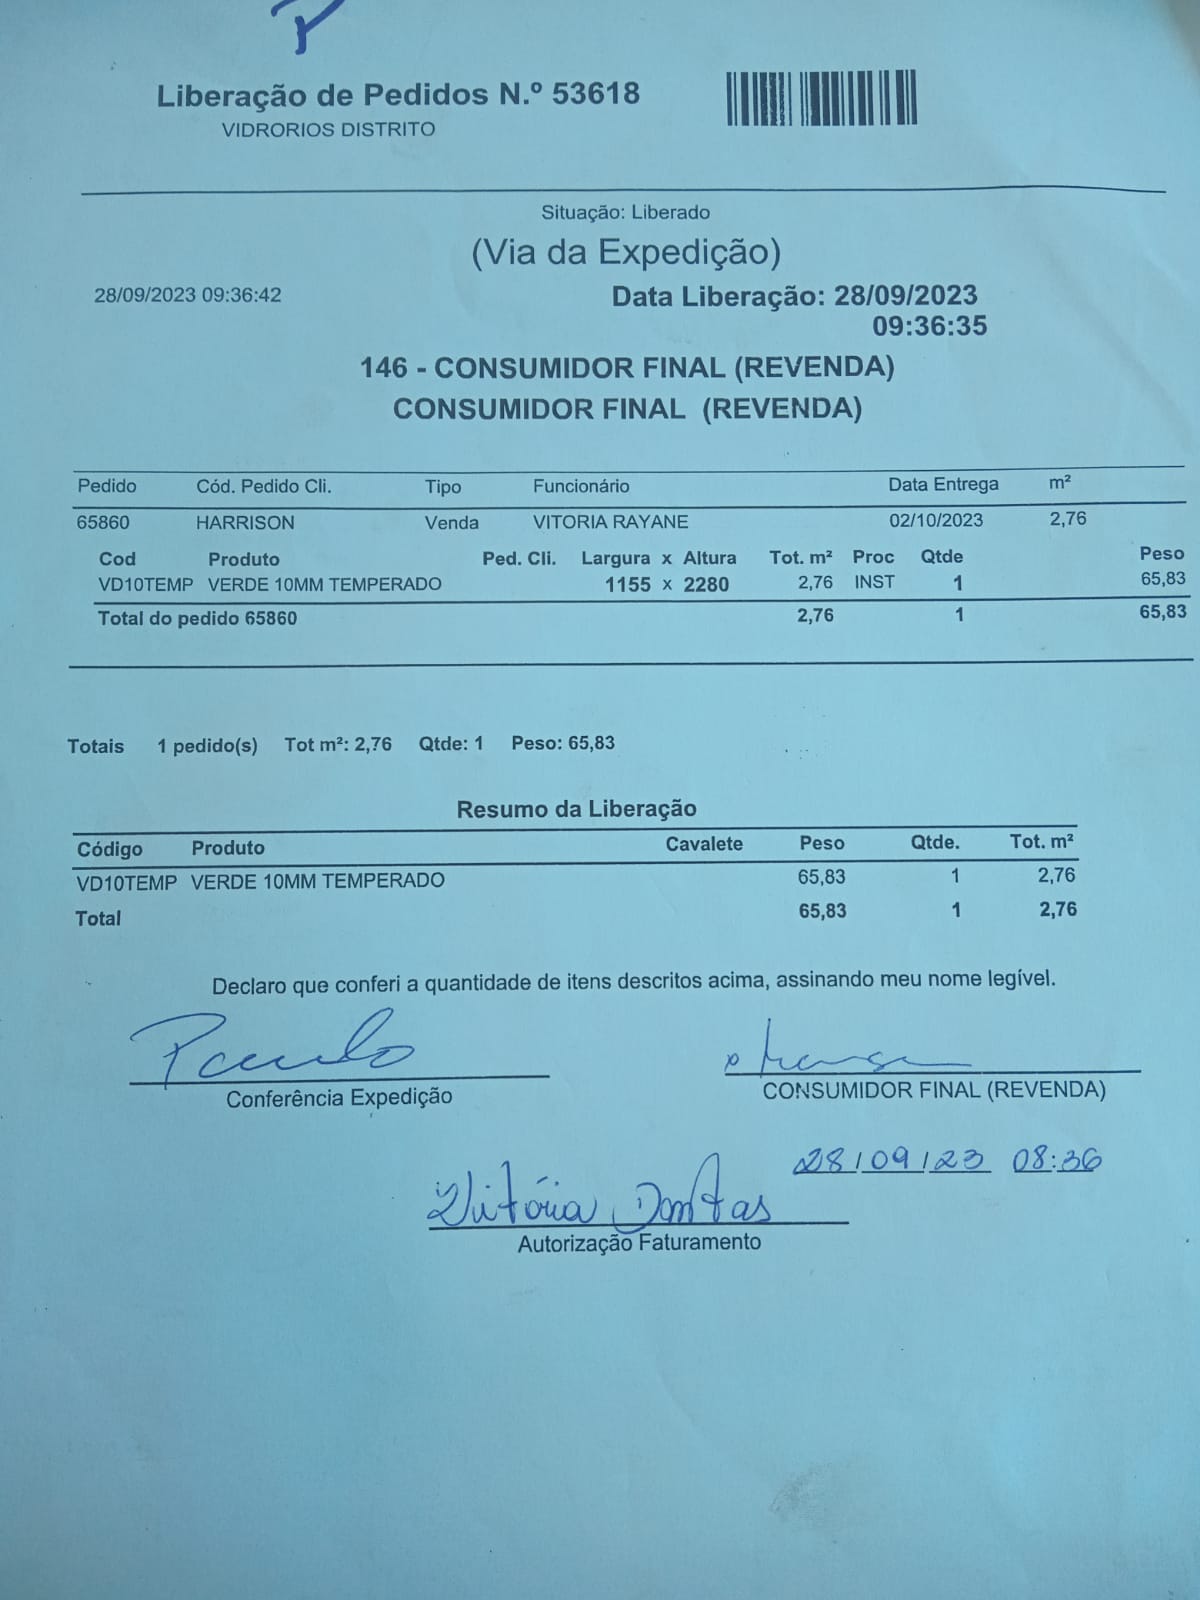 Liberação de Pedidos N.º 53618
VIDRORIOS DISTRITO
Situação: Liberado
(Via da Expedição)
28/09/2023 09:36:42 Data Liberação: 28/09/2023
09:36:35
146 - CONSUMIDOR FINAL (REVENDA)
CONSUMIDOR FINAL (REVENDA)
Pedido Cód. Pedido Cli. Tipo Funcionário Data Entrega m²
65860 HARRISON Venda VITORIA RAYANE 02/10/2023 2,76
Cod Produto Ped. Cli. Largura x Altura Tot. m² Proc Qtde Peso
VD10TEMP VERDE 10MM TEMPERADO 1155 x 2280 2,76 INST 1 65,83
Total do pedido 65860 2,76 1 65,83
Totais 1 pedido(s) Tot m²: 2,76 Qtde: 1 Peso: 65,83
Resumo da Liberação
Código Produto Cavalete Peso Qtde. Tot. m²
VD10TEMP VERDE 10MM TEMPERADO 65,83 1 2,76
Total 65,83 1 2,76
Declaro que conferi a quantidade de itens descritos acima, assinando meu nome legível.
Paulo
Conferência Expedição CONSUMIDOR FINAL (REVENDA)
28/09/23 08:36
Vitória Dantas
Autorização Faturamento